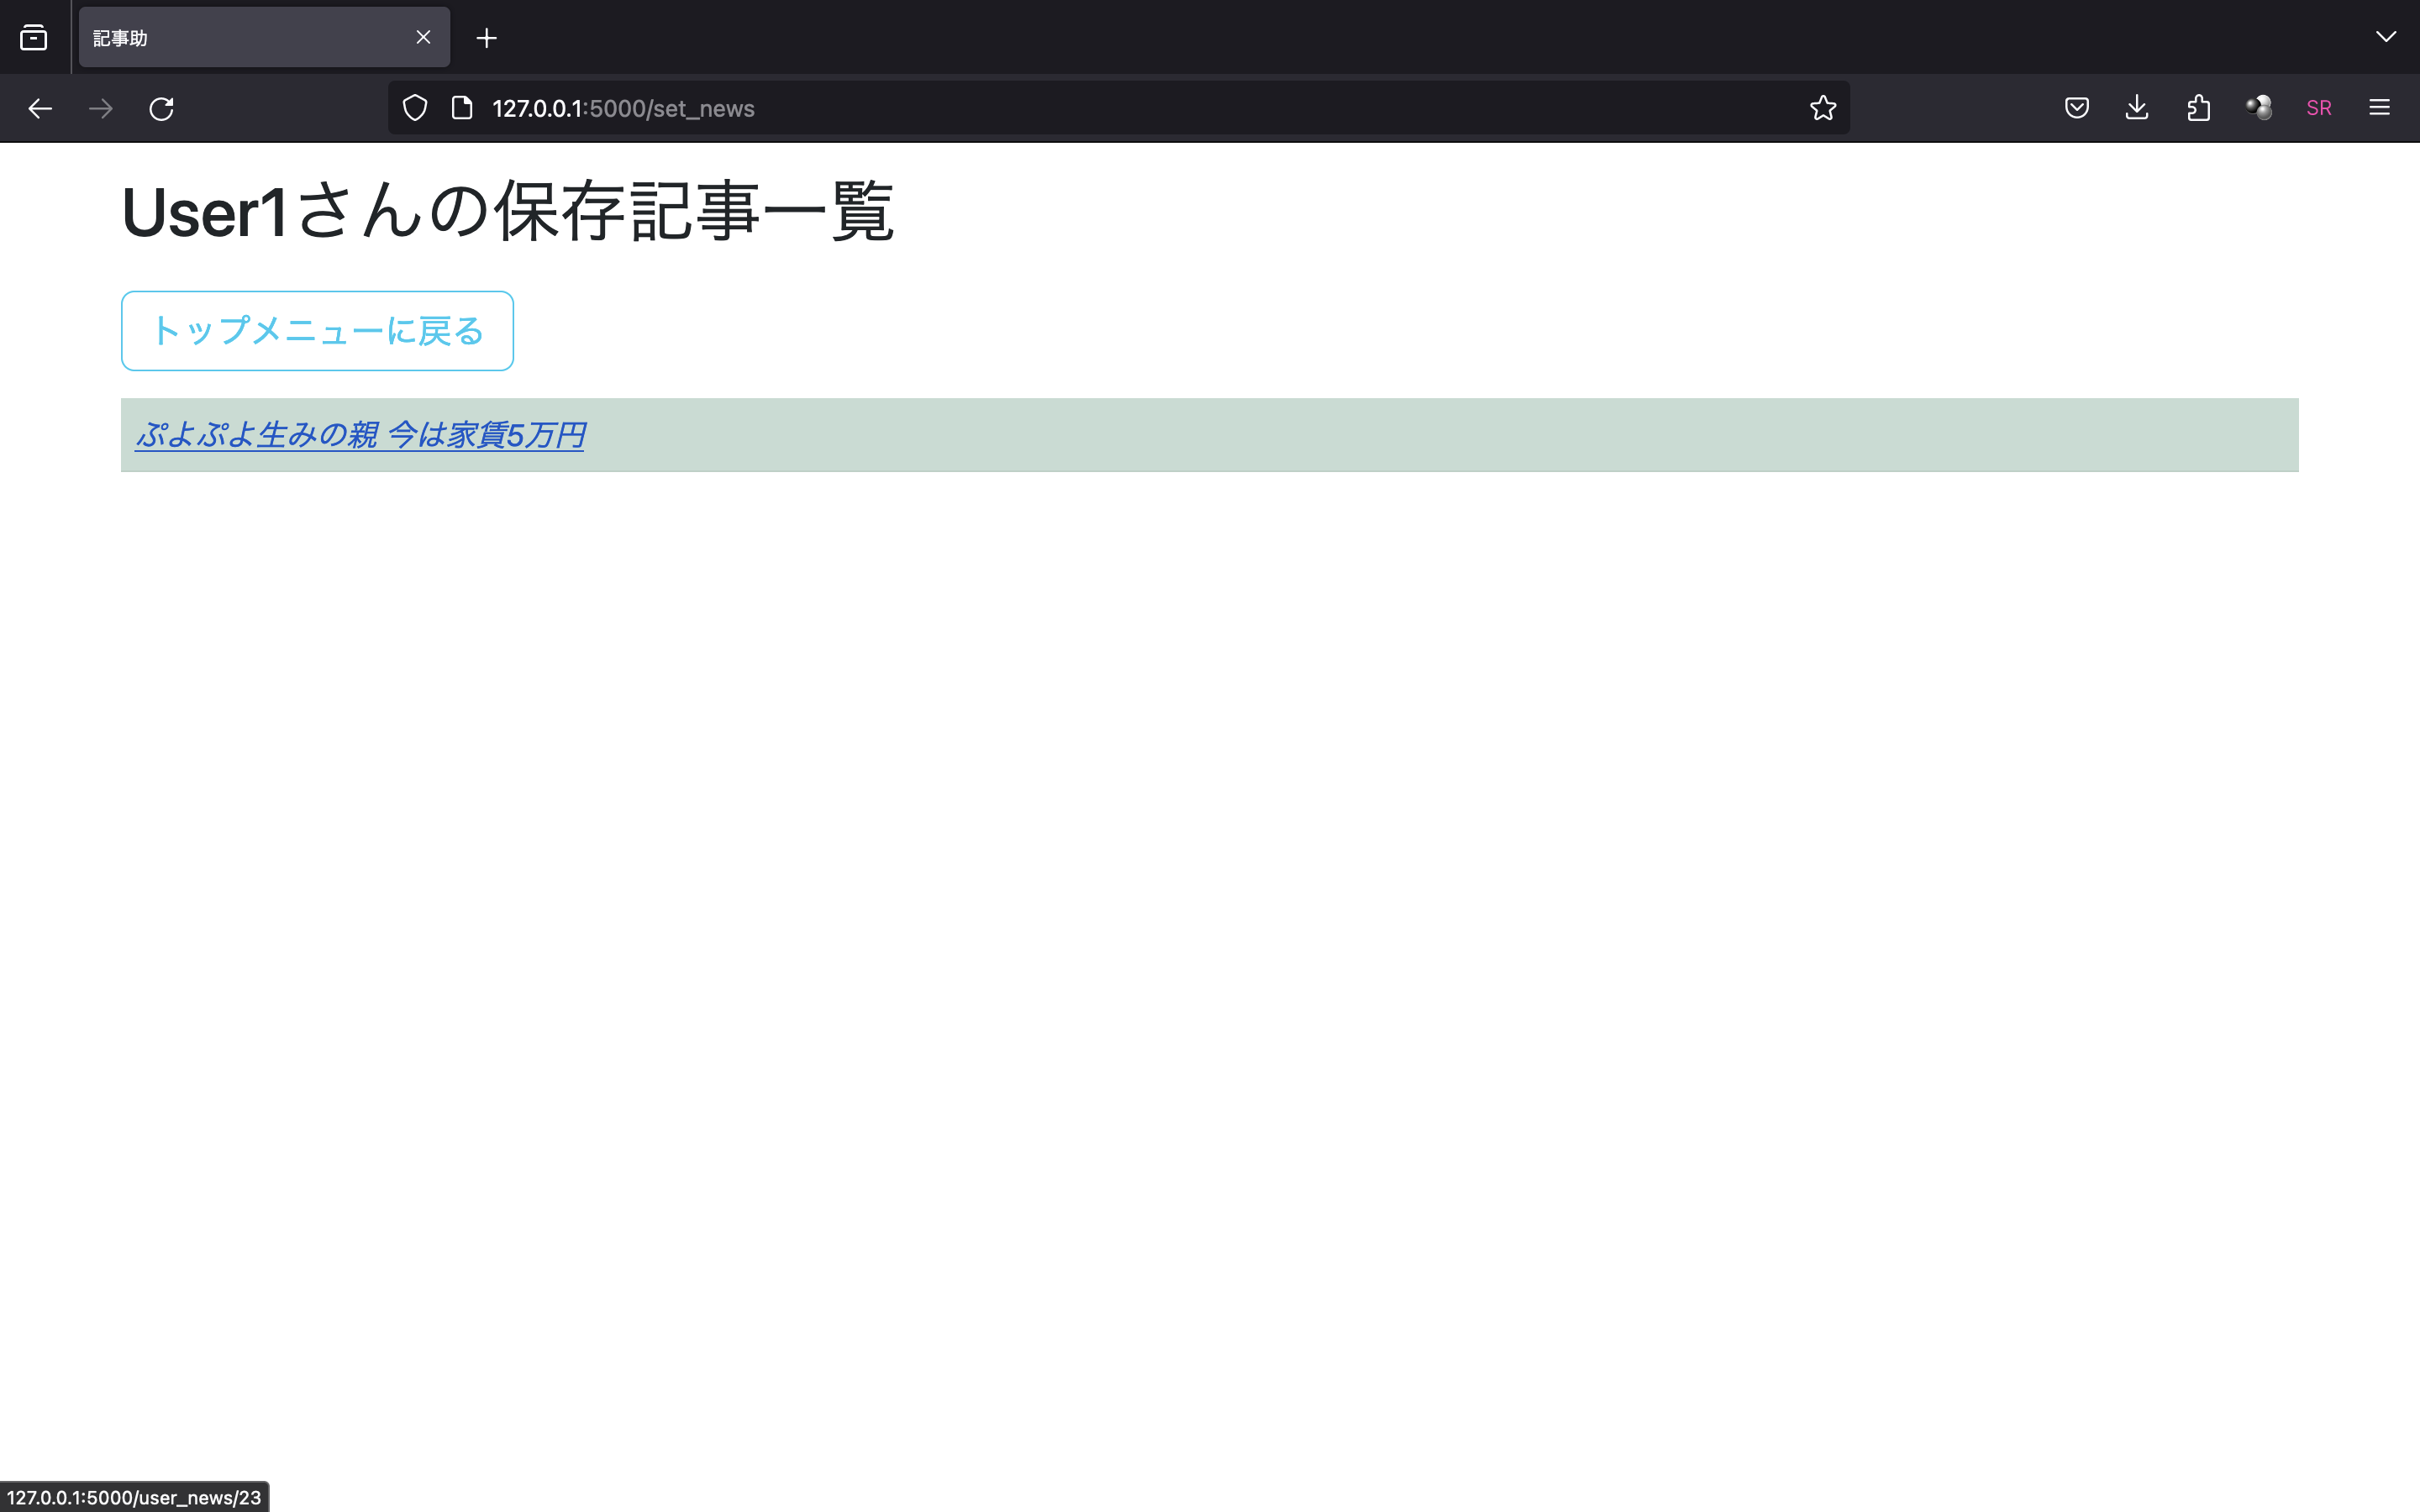 記事助
127.0.0.1:5000/set_news
SR
User1さんの保存記事一覧
トップメニューに戻る
ぷよぷよ生みの親 今は家賃5万円
127.0.0.1:5000/user_news/23